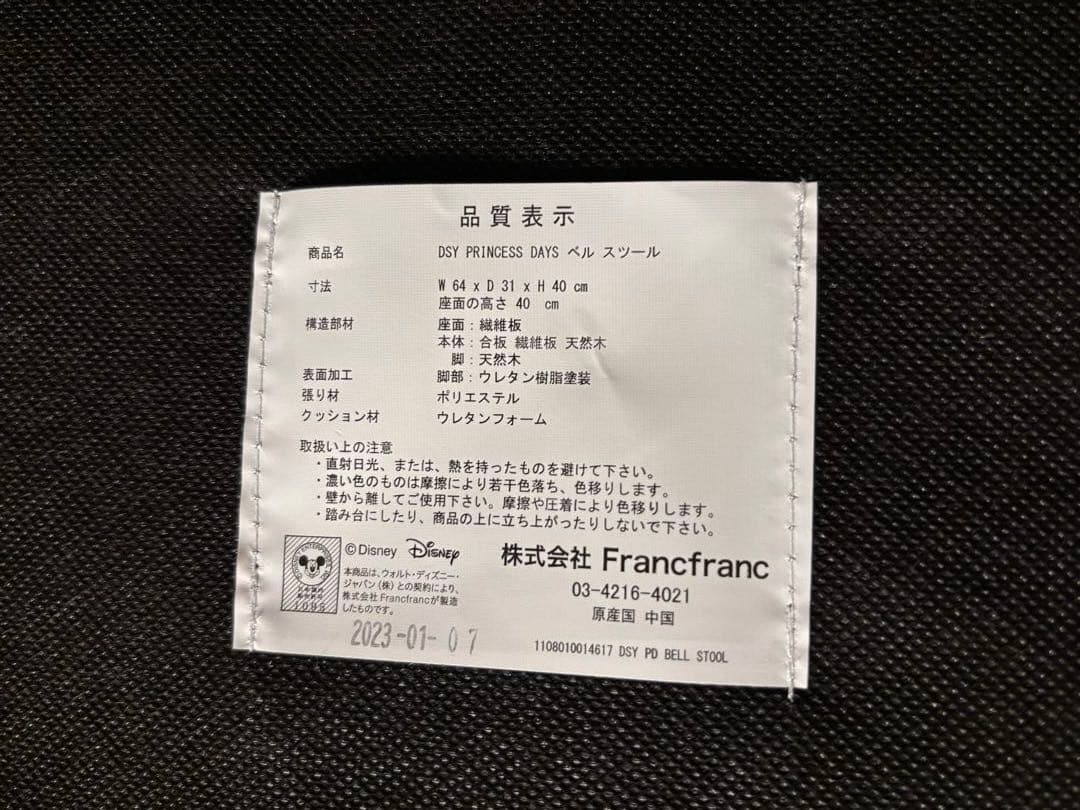 品質表示
商品名 DSY PRINCESS DAYS ベル スツール
寸法 W 64 x D 31 x H 40 cm
座面の高さ 40 cm
構造部材 座面：繊維板
本体：合板 繊維板 天然木
脚：天然木
表面加工 脚部：ウレタン樹脂塗装
張り材 ポリエステル
クッション材 ウレタンフォーム
取扱い上の注意
・直射日光、または、熱を持ったものを避けて下さい。
・濃い色のものは摩擦により若干色落ち、色移りします。
・壁から離してご使用下さい。摩擦や圧着により色移りします。
・踏み台にしたり、商品の上に立ち上がったりしないで下さい。
©Disney Disney
本商品は、ウォルト・ディズニー・
ジャパン（株）との契約により、
株式会社Francfrancが製造
したものです。
2023-01-07
株式会社 Francfranc
03-4216-4021
原産国 中国
1108010014617 DSY PD BELL STOOL